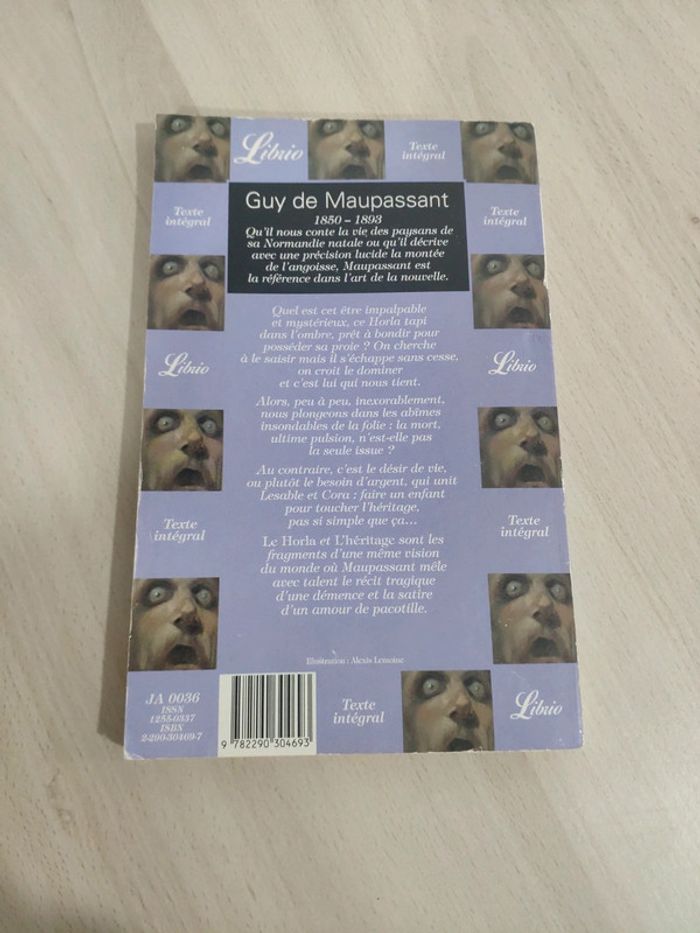 Librio
Texte
intégral
Guy de Maupassant
1850 – 1893
Qu'il nous conte la vie des paysans de
sa Normandie natale ou qu'il décrive
avec une précision lucide la montée
de l'angoisse, Maupassant est
la référence dans l'art de la nouvelle.
Texte
intégral
Texte
intégral
Quel est cet être impalpable
et mystérieux, ce Horla tapi
dans l'ombre, prêt à bondir pour
posséder sa proie ? On cherche
à le saisir mais il s'échappe sans cesse,
on croit le dominer
et c'est lui qui nous tient.
Librio
Librio
Alors, peu à peu, inexorablement,
nous plongeons dans les abîmes
insondables de la folie : la mort,
ultime pulsion, n'est-elle pas
la seule issue ?
Au contraire, c'est le désir de vie,
ou plutôt le besoin d'argent, qui unit
Lesable et Cora : faire un enfant
pour toucher l'héritage,
pas si simple que ça...
Texte
intégral
Texte
intégral
Le Horla et L'héritage sont les
fragments d'une même vision
du monde où Maupassant mêle
avec talent le récit tragique
d'une démence et la satire
d'un amour de pacotille.
Illustration : Alexis Lemoine
JA 0036
ISSN
1255-0337
ISBN
2-290-30469-7
9 782290 304693
Texte
intégral
Librio